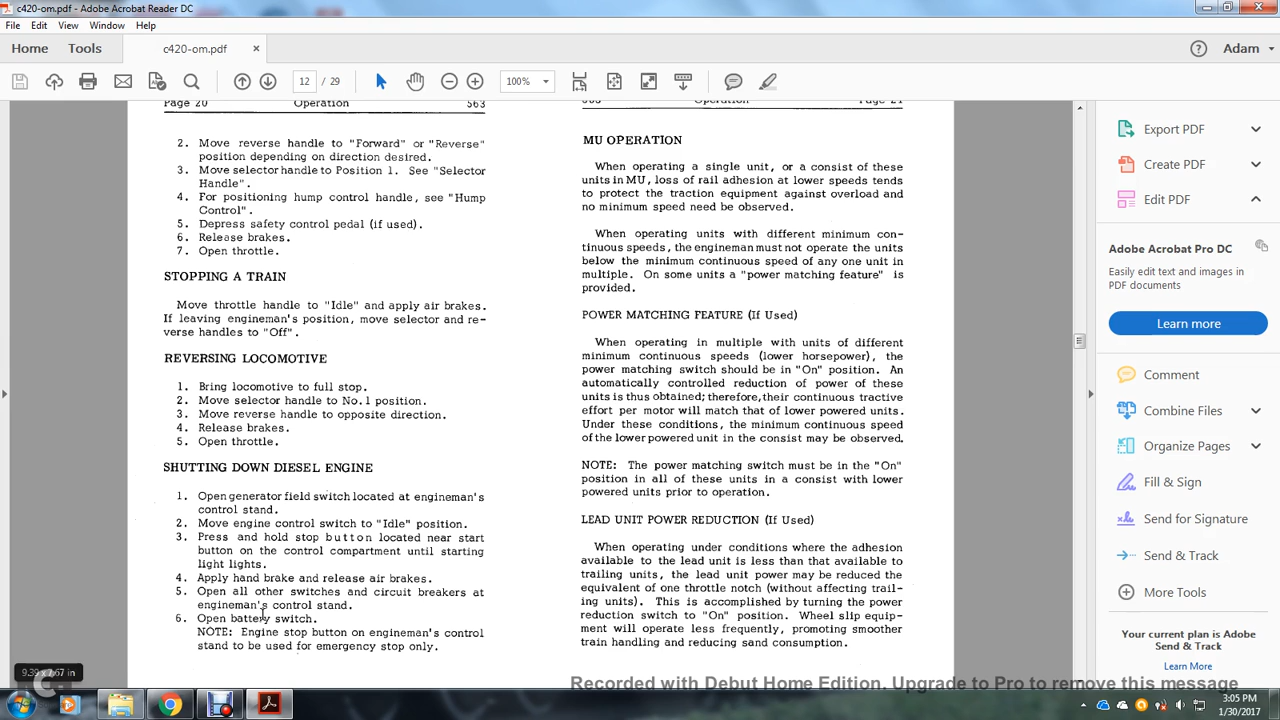 c420-om.pdf - Adobe Acrobat Reader DC
File Edit View Window Help
Home Tools c420-om.pdf × Adam
12 / 29 100%
Page 20 Operation 563
2. Move reverse handle to "Forward" or "Reverse"
position depending on direction desired.
3. Move selector handle to Position 1. See "Selector
Handle".
4. For positioning hump control handle, see "Hump
Control".
5. Depress safety control pedal (if used).
6. Release brakes.
7. Open throttle.
STOPPING A TRAIN
Move throttle handle to "Idle" and apply air brakes.
If leaving engineman's position, move selector and re-
verse handles to "Off".
REVERSING LOCOMOTIVE
1. Bring locomotive to full stop.
2. Move selector handle to No. 1 position.
3. Move reverse handle to opposite direction.
4. Release brakes.
5. Open throttle.
SHUTTING DOWN DIESEL ENGINE
1. Open generator field switch located at engineman's
control stand.
2. Move engine control switch to "Idle" position.
3. Press and hold stop button located near start
button on the control compartment until starting
light lights.
4. Apply hand brake and release air brakes.
5. Open all other switches and circuit breakers at
engineman's control stand.
6. Open battery switch.
NOTE: Engine stop button on engineman's control
stand to be used for emergency stop only.
563 Operation Page 21
MU OPERATION
When operating a single unit, or a consist of these
units in MU, loss of rail adhesion at lower speeds tends
to protect the traction equipment against overload and
no minimum speed need be observed.
When operating units with different minimum con-
tinuous speeds, the engineman must not operate the units
below the minimum continuous speed of any one unit in
multiple. On some units a "power matching feature" is
provided.
POWER MATCHING FEATURE (If Used)
When operating in multiple with units of different
minimum continuous speeds (lower horsepower), the
power matching switch should be in "On" position. An
automatically controlled reduction of power of these
units is thus obtained; therefore, their continuous tractive
effort per motor will match that of lower powered units.
Under these conditions, the minimum continuous speed
of the lower powered unit in the consist may be observed.
NOTE: The power matching switch must be in the "On"
position in all of these units in a consist with lower
powered units prior to operation.
LEAD UNIT POWER REDUCTION (If Used)
When operating under conditions where the adhesion
available to the lead unit is less than that available to
trailing units, the lead unit power may be reduced the
equivalent of one throttle notch (without affecting trail-
ing units). This is accomplished by turning the power
reduction switch to "On" position. Wheel slip equip-
ment will operate less frequently, promoting smoother
train handling and reducing sand consumption.
Export PDF
Create PDF
Edit PDF
Adobe Acrobat Pro DC
Easily edit text and images in
PDF documents
Learn more
Comment
Combine Files
Organize Pages
Fill & Sign
Send for Signature
Send & Track
More Tools
Your current plan is Adobe
Send & Track
Learn More
9.39 x 7.67 in
Recorded with Debut Home Edition. Upgrade to Pro to remove this message
3:05 PM
1/30/2017